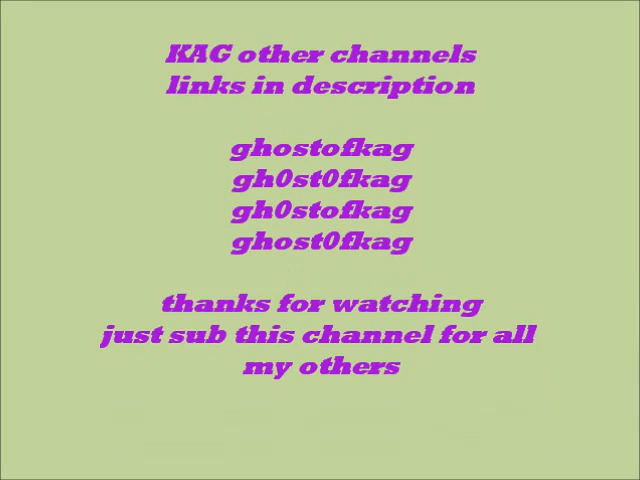 KAG other channels
links in description
ghostofkag
gh0st0fkag
gh0stofkag
ghost0fkag
thanks for watching
just sub this channel for all
my others